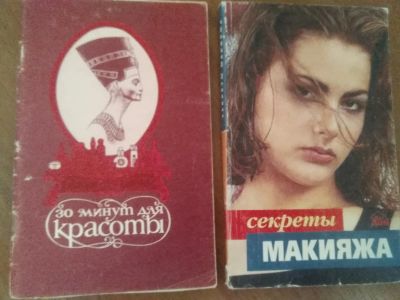 30 минут для
красоты
секреты
МАКИЯЖА